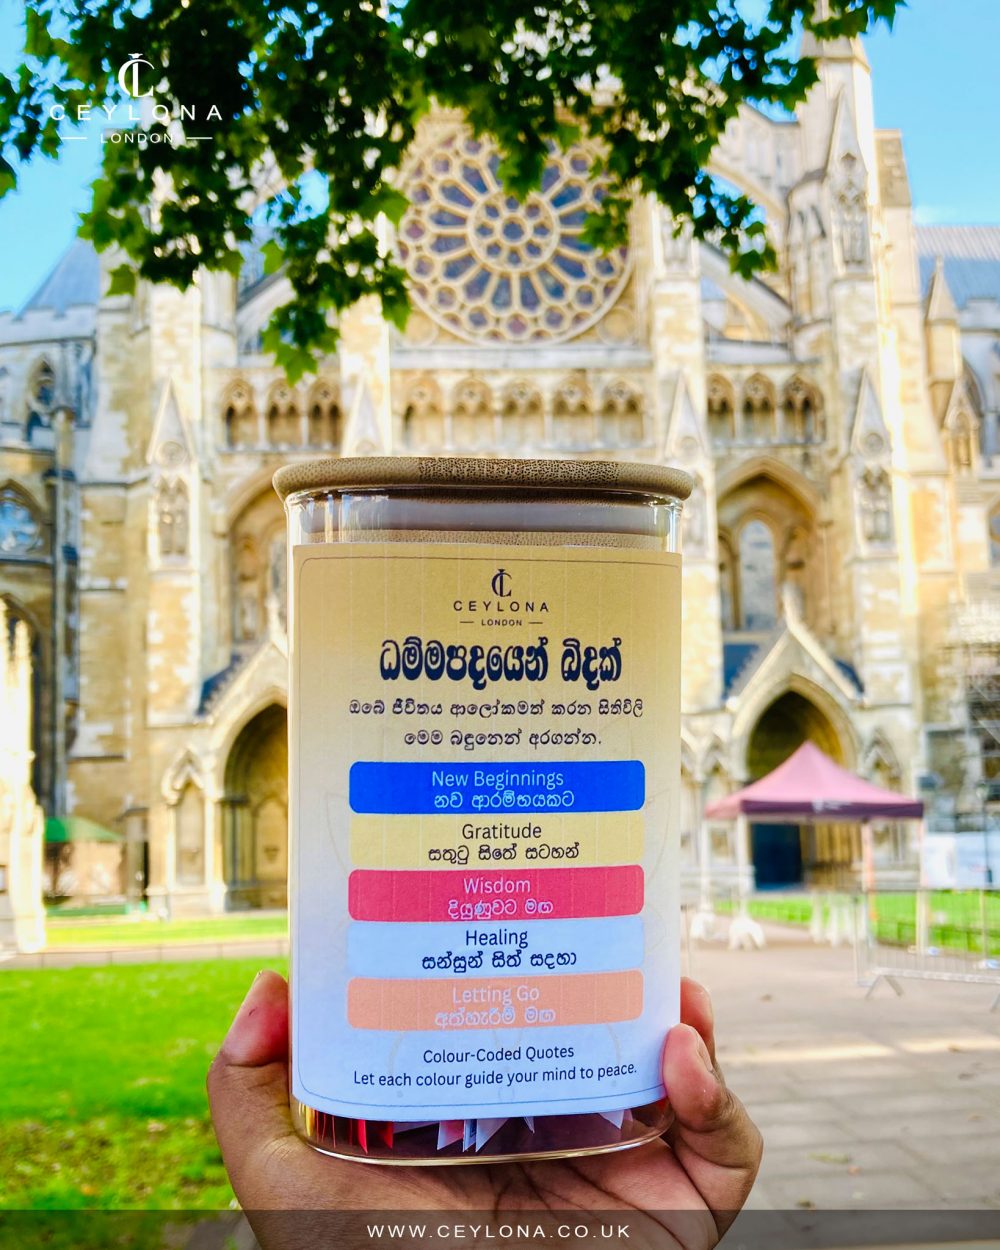 CEYLONA
LONDON
CEYLONA
LONDON
ධම්මපදයෙන් බිඳක්
ඔබේ ජීවිතය ආලෝකමත් කරන සිතිවිලි
මෙම බඳුනෙන් අරගන්න.
New Beginnings
නව ආරම්භයකට
Gratitude
සතුටු සිතේ සටහන්
Wisdom
දියුණුවට මඟ
Healing
සන්සුන් සිත් සදහා
Letting Go
අත්හැරීම් මඟ
Colour-Coded Quotes
Let each colour guide your mind to peace.
WWW.CEYLONA.CO.UK